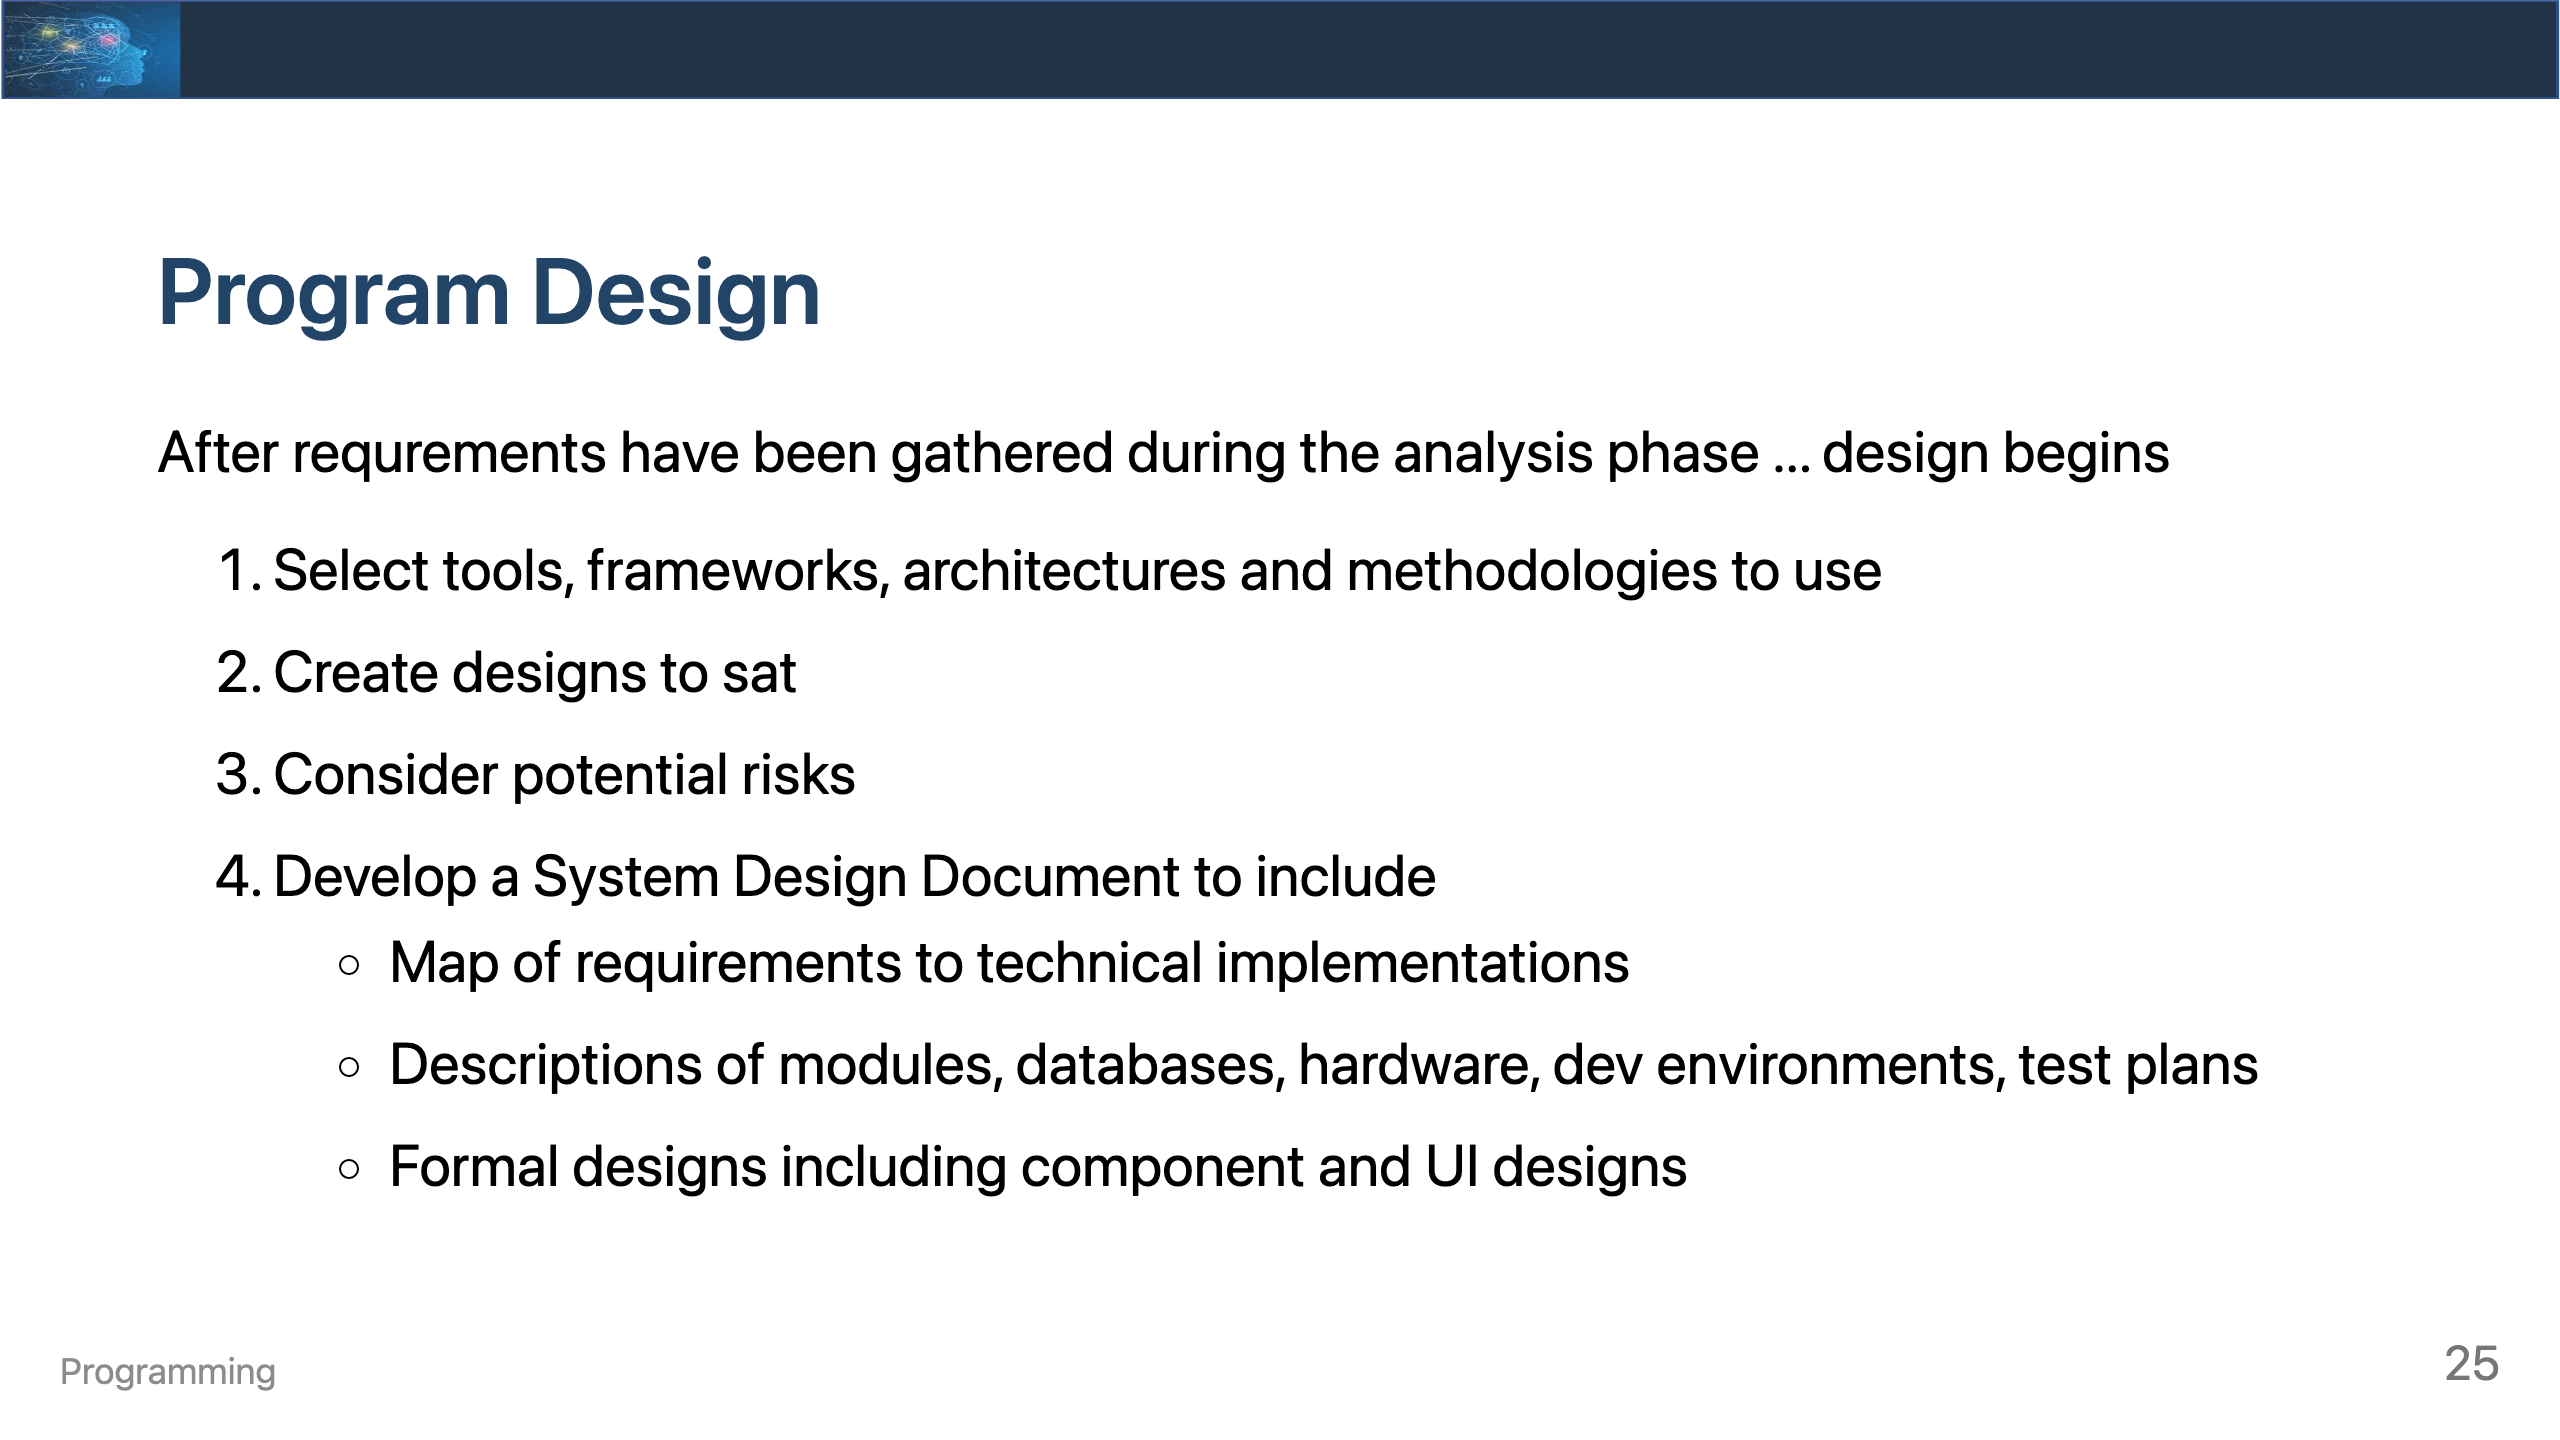 Program Design
After requrements have been gathered during the analysis phase ... design begins
1. Select tools, frameworks, architectures and methodologies to use
2. Create designs to sat
3. Consider potential risks
4. Develop a System Design Document to include
○ Map of requirements to technical implementations
○ Descriptions of modules, databases, hardware, dev environments, test plans
○ Formal designs including component and UI designs
Programming
25